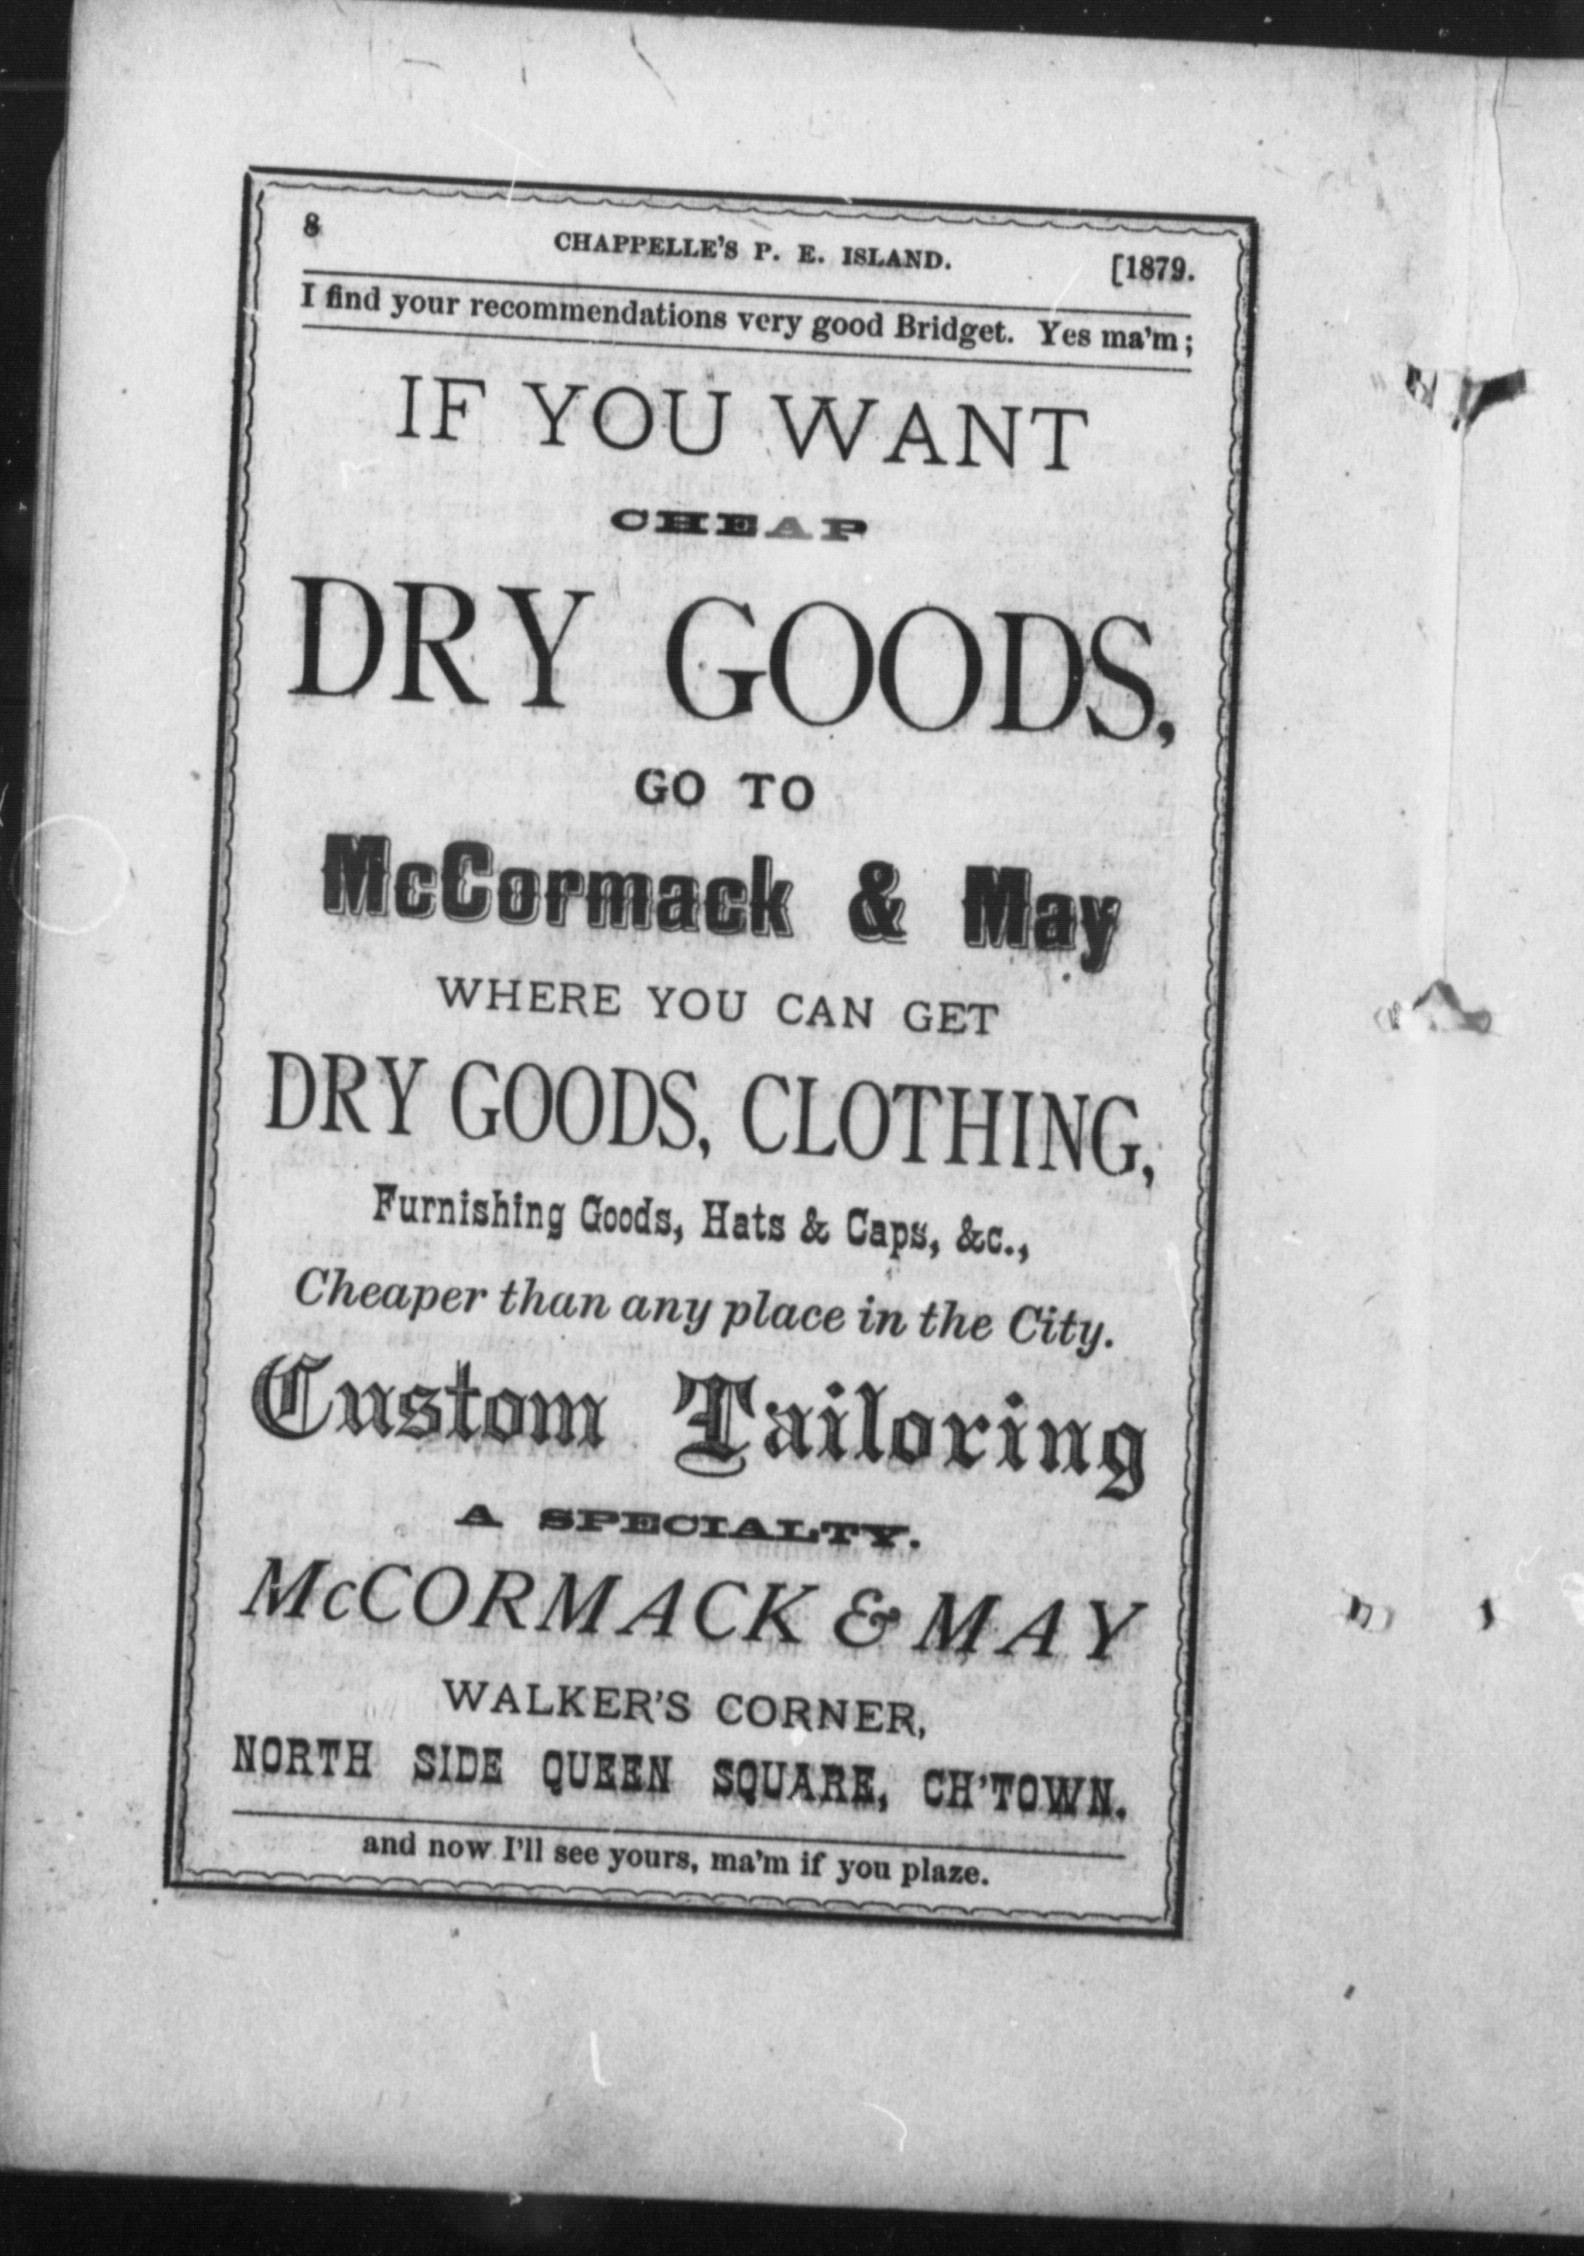 8 CHAPPELLE'S P. E. ISLAND. [1879.
I find your recommendations very good Bridget. Yes ma'm;
IF YOU WANT
CHEAP
DRY GOODS,
GO TO
McCormack & May
WHERE YOU CAN GET
DRY GOODS, CLOTHING,
Furnishing Goods, Hats & Caps, &c.,
Cheaper than any place in the City.
Custom Tailoring
A SPECIALTY.
McCORMACK & MAY
WALKER'S CORNER,
NORTH SIDE QUEEN SQUARE, CH'TOWN.
and now I'll see yours, ma'm if you plaze.